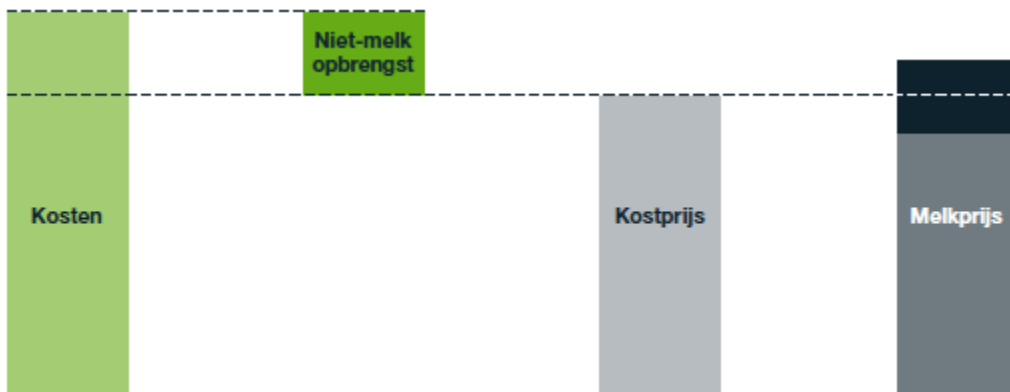 Niet-melk
opbrengst
Kosten
Kostprijs
Melkprijs